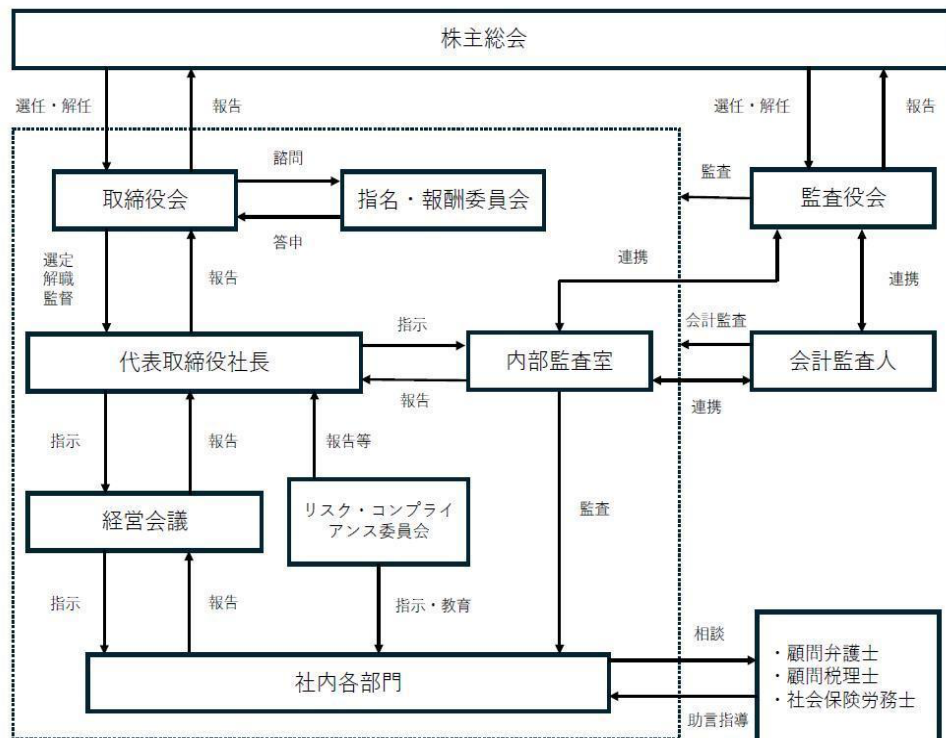 株主総会
選任・解任
報告
選任・解任
報告
諮問
監査
取締役会
指名・報酬委員会
監査役会
答申
選定
解職
監督
報告
連携
連携
指示
会計監査
代表取締役社長
内部監査室
会計監査人
報告
連携
指示
報告
報告等
経営会議
リスク・コンプライ
アンス委員会
監査
指示
報告
指示・教育
相談
社内各部門
・顧問弁護士
・顧問税理士
・社会保険労務士
助言指導